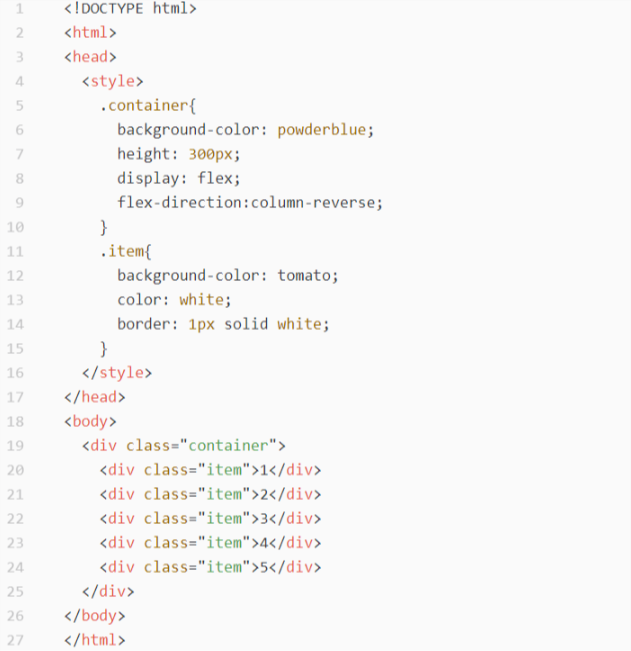 1 <!DOCTYPE html>
2 <html>
3 <head>
4 <style>
5 .container{
6 background-color: powderblue;
7 height: 300px;
8 display: flex;
9 flex-direction:column-reverse;
10 }
11 .item{
12 background-color: tomato;
13 color: white;
14 border: 1px solid white;
15 }
16 </style>
17 </head>
18 <body>
19 <div class="container">
20 <div class="item">1</div>
21 <div class="item">2</div>
22 <div class="item">3</div>
23 <div class="item">4</div>
24 <div class="item">5</div>
25 </div>
26 </body>
27 </html>